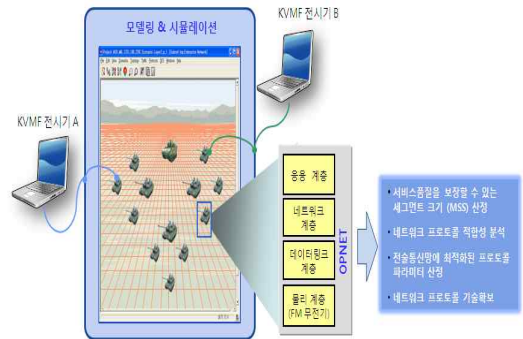 모델링 & 시뮬레이션
KVMF 전시기 B
KVMF 전시기 A
응용 계층
네트워크
계층
데이터링크
계층
물리 계층
(FM 무전기)
OPNET
• 서비스품질을 보장할 수 있는
세그먼트 크기 (MSS) 산정
• 네트워크 프로토콜 적합성 분석
• 전술통신망에 최적화된 프로토콜
파라미터 산정
• 네트워크 프로토콜 기술확보